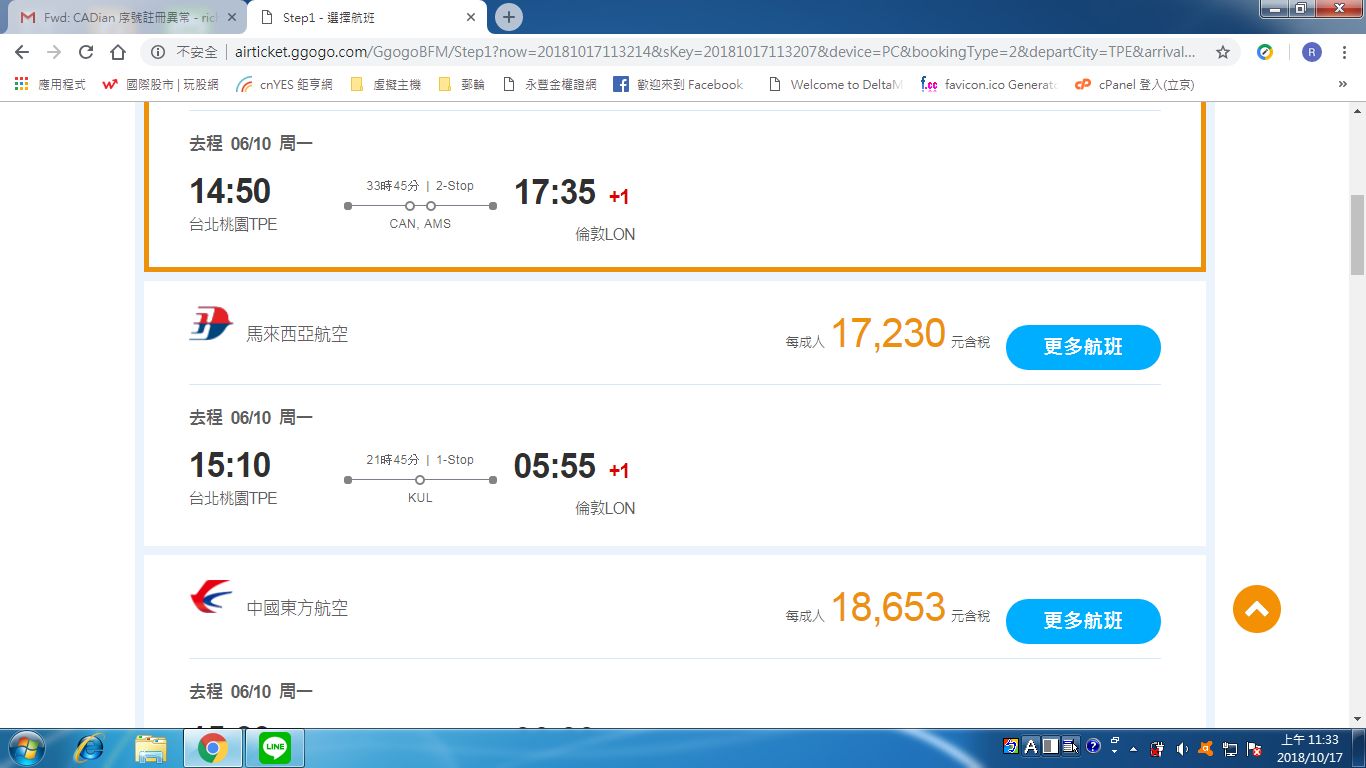 Fwd: CADian 序號註冊異常 - rich
Step1 - 選擇航班
不安全 | airticket.ggogo.com/GgogoBFM/Step1?now=20181017113214&sKey=20181017113207&device=PC&bookingType=2&departCity=TPE&arrival...
R
應用程式 國際股市 | 玩股網 cnYES 鉅亨網 虛擬主機 郵輪 永豐金權證網 歡迎來到 Facebook Welcome to DeltaM favicon.ico Generato cPanel 登入(立京) »
去程 06/10 周一
14:50 33時45分 | 2-Stop 17:35 +1
台北桃園TPE CAN, AMS 倫敦LON
馬來西亞航空 每成人 17,230 元含稅 更多航班
去程 06/10 周一
15:10 21時45分 | 1-Stop 05:55 +1
台北桃園TPE KUL 倫敦LON
中國東方航空 每成人 18,653 元含稅 更多航班
去程 06/10 周一
LINE
A
上午 11:33
2018/10/17